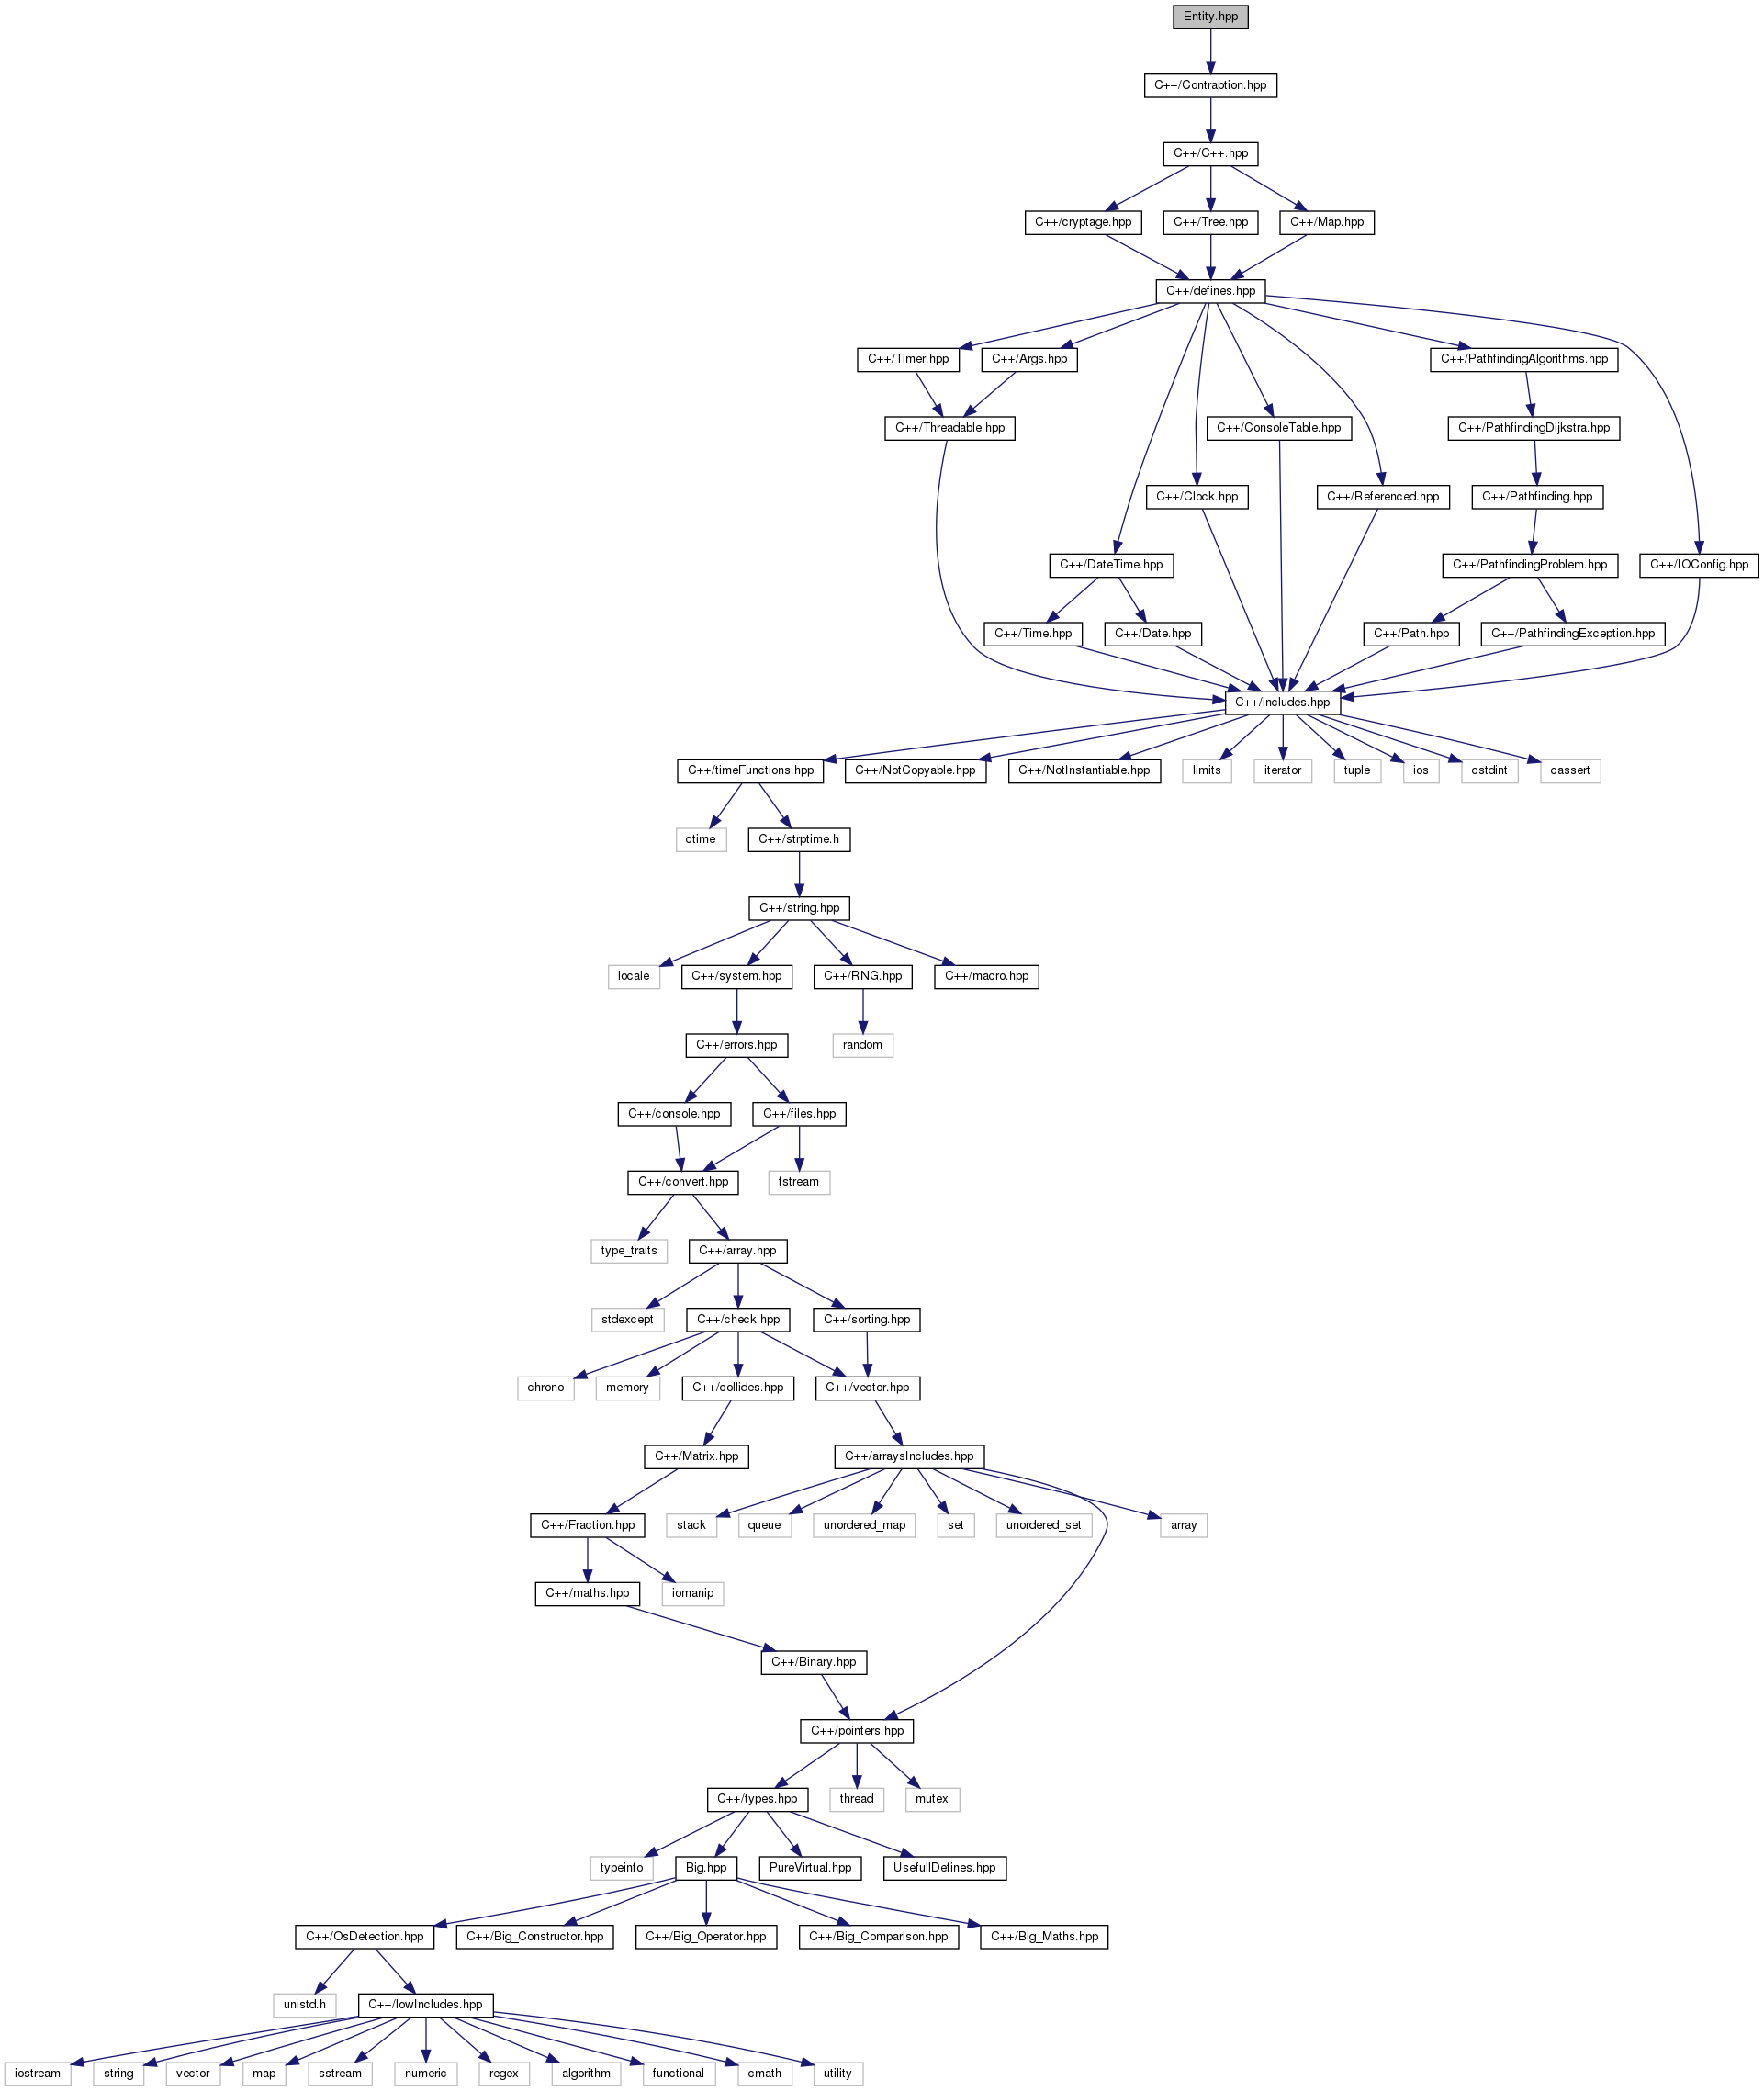 Entity.hpp
C++/Contraption.hpp
C++/C++.hpp
C++/cryptage.hpp
C++/Tree.hpp
C++/Map.hpp
C++/defines.hpp
C++/Timer.hpp
C++/Args.hpp
C++/PathfindingAlgorithms.hpp
C++/Threadable.hpp
C++/ConsoleTable.hpp
C++/PathfindingDijkstra.hpp
C++/Clock.hpp
C++/Referenced.hpp
C++/Pathfinding.hpp
C++/DateTime.hpp
C++/PathfindingProblem.hpp
C++/IOConfig.hpp
C++/Time.hpp
C++/Date.hpp
C++/Path.hpp
C++/PathfindingException.hpp
C++/includes.hpp
C++/timeFunctions.hpp
C++/NotCopyable.hpp
C++/NotInstantiable.hpp
limits
iterator
tuple
ios
cstdint
cassert
ctime
C++/strptime.h
C++/string.hpp
locale
C++/system.hpp
C++/RNG.hpp
C++/macro.hpp
C++/errors.hpp
random
C++/console.hpp
C++/files.hpp
C++/convert.hpp
fstream
type_traits
C++/array.hpp
stdexcept
C++/check.hpp
C++/sorting.hpp
chrono
memory
C++/collides.hpp
C++/vector.hpp
C++/Matrix.hpp
C++/arraysIncludes.hpp
C++/Fraction.hpp
stack
queue
unordered_map
set
unordered_set
array
C++/maths.hpp
iomanip
C++/Binary.hpp
C++/pointers.hpp
C++/types.hpp
thread
mutex
typeinfo
Big.hpp
PureVirtual.hpp
UsefullDefines.hpp
C++/OsDetection.hpp
C++/Big_Constructor.hpp
C++/Big_Operator.hpp
C++/Big_Comparison.hpp
C++/Big_Maths.hpp
unistd.h
C++/lowIncludes.hpp
iostream
string
vector
map
sstream
numeric
regex
algorithm
functional
cmath
utility